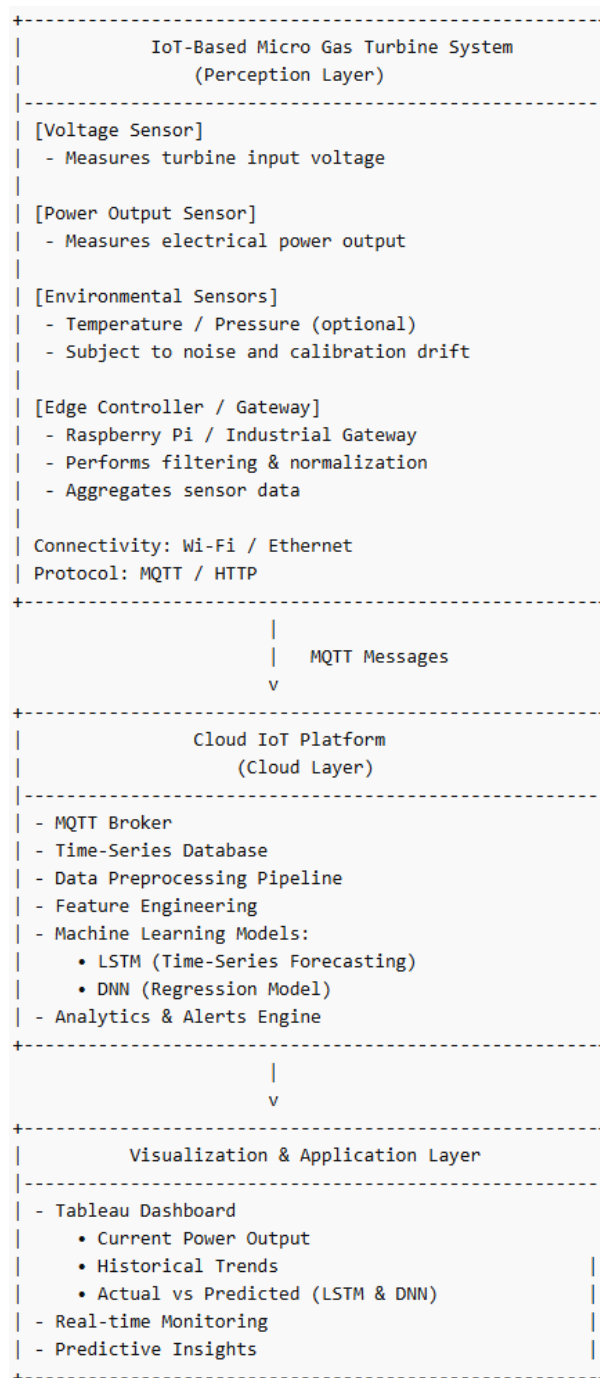 IoT-Based Micro Gas Turbine System
(Perception Layer)
[Voltage Sensor]
- Measures turbine input voltage
[Power Output Sensor]
- Measures electrical power output
[Environmental Sensors]
- Temperature / Pressure (optional)
- Subject to noise and calibration drift
[Edge Controller / Gateway]
- Raspberry Pi / Industrial Gateway
- Performs filtering & normalization
- Aggregates sensor data
Connectivity: Wi-Fi / Ethernet
Protocol: MQTT / HTTP
MQTT Messages
v
Cloud IoT Platform
(Cloud Layer)
- MQTT Broker
- Time-Series Database
- Data Preprocessing Pipeline
- Feature Engineering
- Machine Learning Models:
• LSTM (Time-Series Forecasting)
• DNN (Regression Model)
- Analytics & Alerts Engine
v
Visualization & Application Layer
- Tableau Dashboard
• Current Power Output
• Historical Trends
• Actual vs Predicted (LSTM & DNN)
- Real-time Monitoring
- Predictive Insights